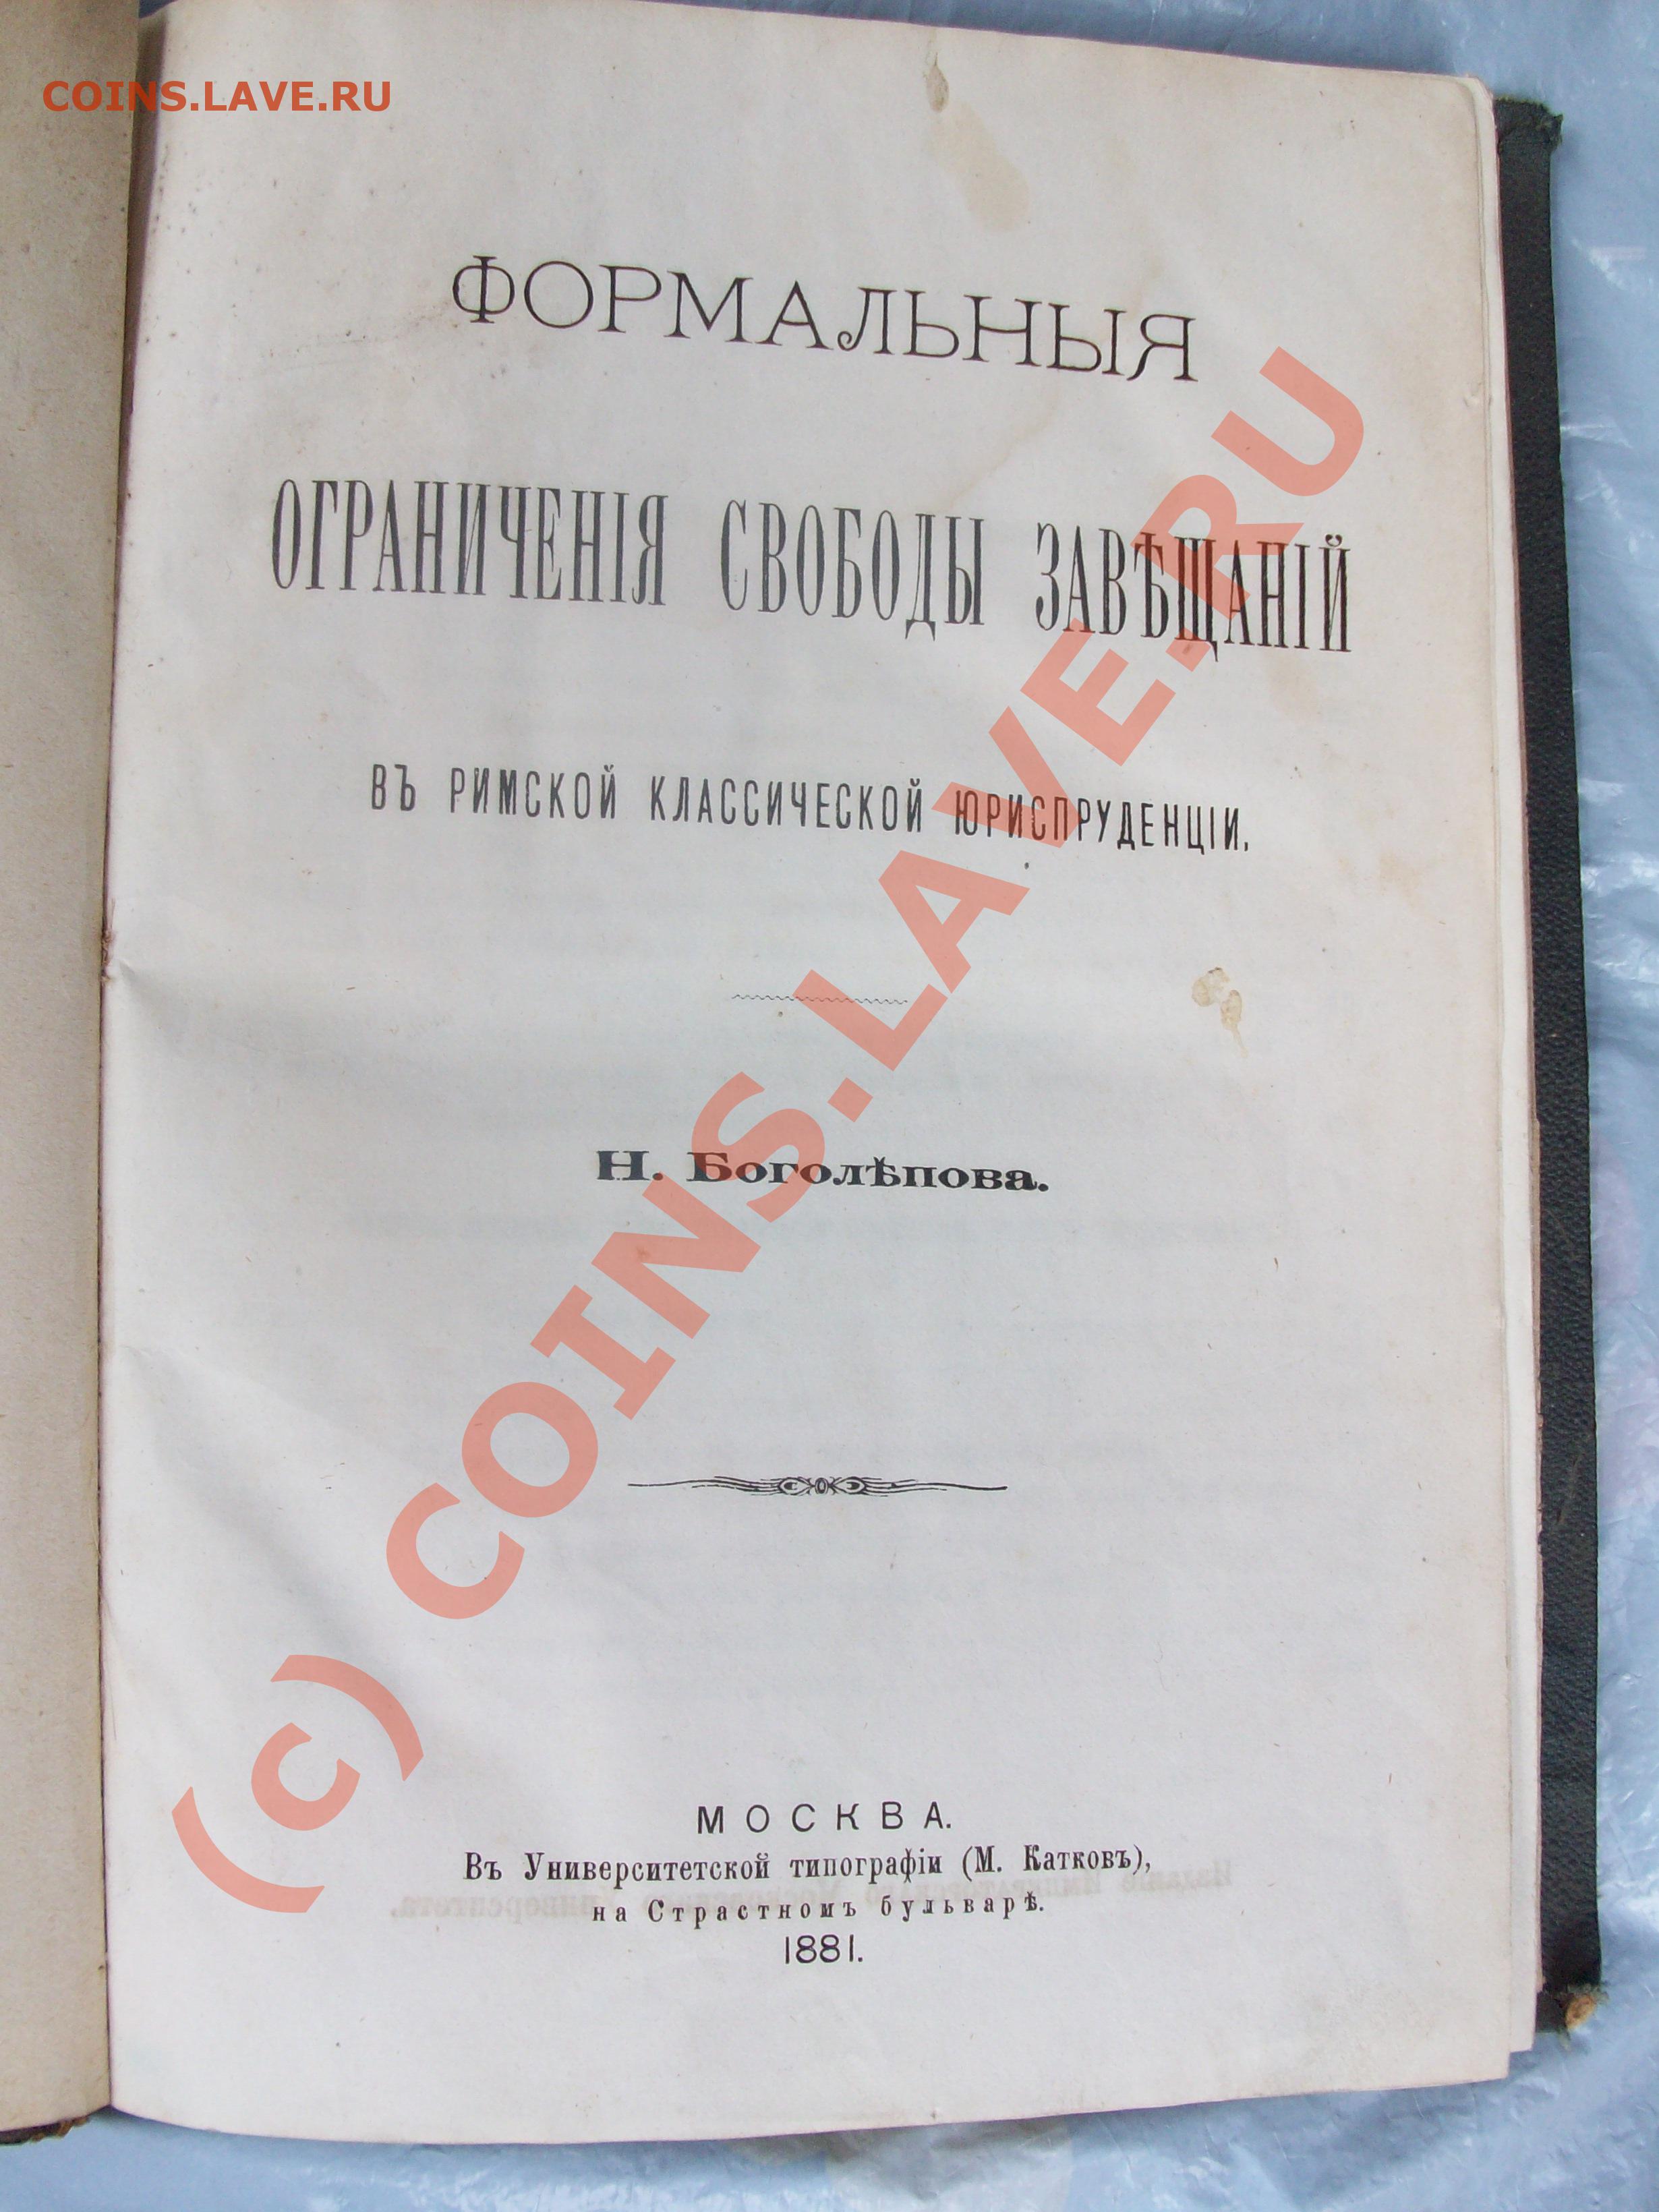 COINS.LAVE.RU
ФОРМАЛЬНЫЯ
ОГРАНИЧЕНІЯ СВОБОДЫ ЗАВѢЩАНІЙ
ВЪ РИМСКОЙ КЛАССИЧЕСКОЙ ЮРИСПРУДЕНЦІИ.
Н. Боголѣпова.
(c) COINS.LAVE.RU
МОСКВА.
Въ Университетской типографіи (М. Катковъ),
на Страстномъ бульварѣ.
1881.